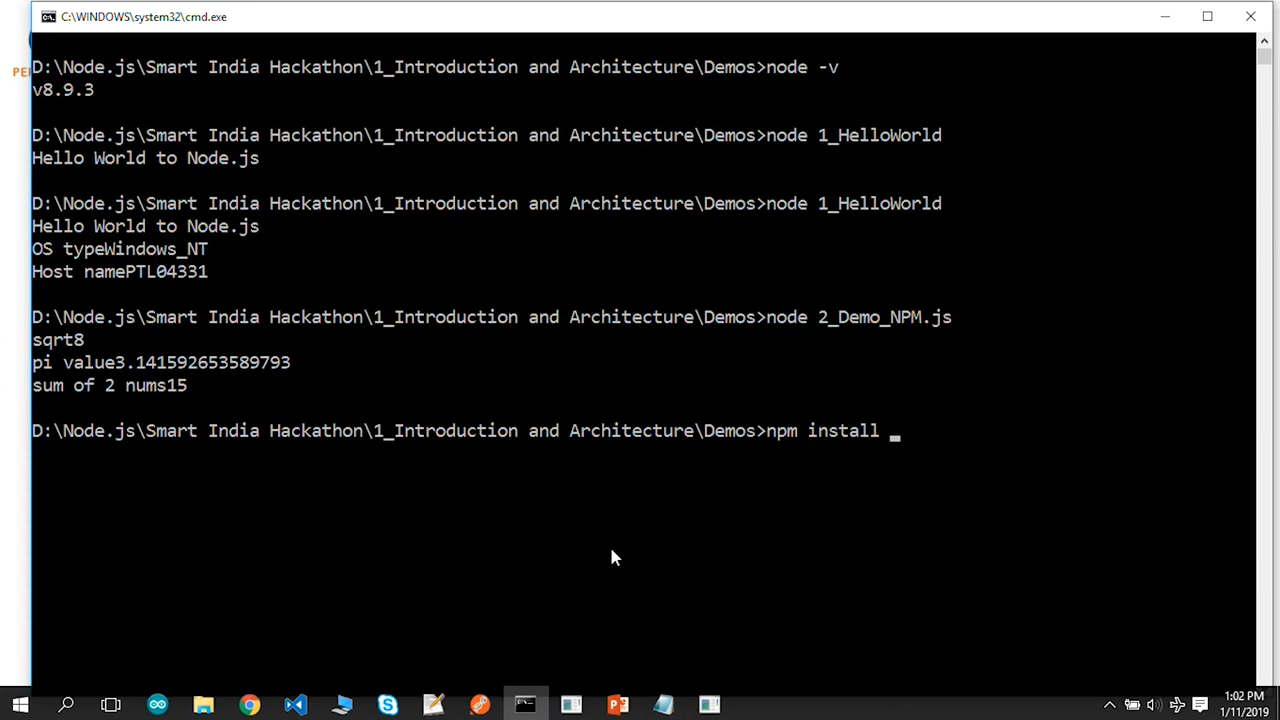 C:\WINDOWS\system32\cmd.exe
D:\Node.js\Smart India Hackathon\1_Introduction and Architecture\Demos>node -v
v8.9.3
D:\Node.js\Smart India Hackathon\1_Introduction and Architecture\Demos>node 1_HelloWorld
Hello World to Node.js
D:\Node.js\Smart India Hackathon\1_Introduction and Architecture\Demos>node 1_HelloWorld
Hello World to Node.js
OS typeWindows_NT
Host namePTL04331
D:\Node.js\Smart India Hackathon\1_Introduction and Architecture\Demos>node 2_Demo_NPM.js
sqrt8
pi value3.141592653589793
sum of 2 nums15
D:\Node.js\Smart India Hackathon\1_Introduction and Architecture\Demos>npm install
1:02 PM
1/11/2019